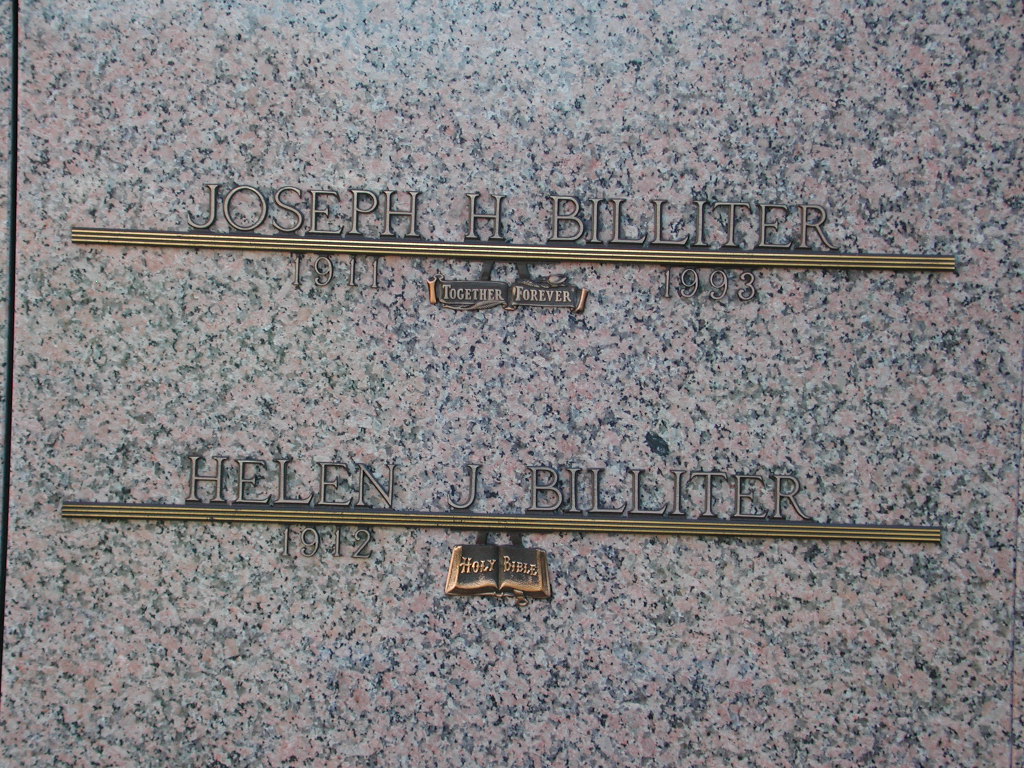 JOSEPH H BILLITER
1911 1993
TOGETHER FOREVER
HELEN J BILLITER
1912
HOLY BIBLE